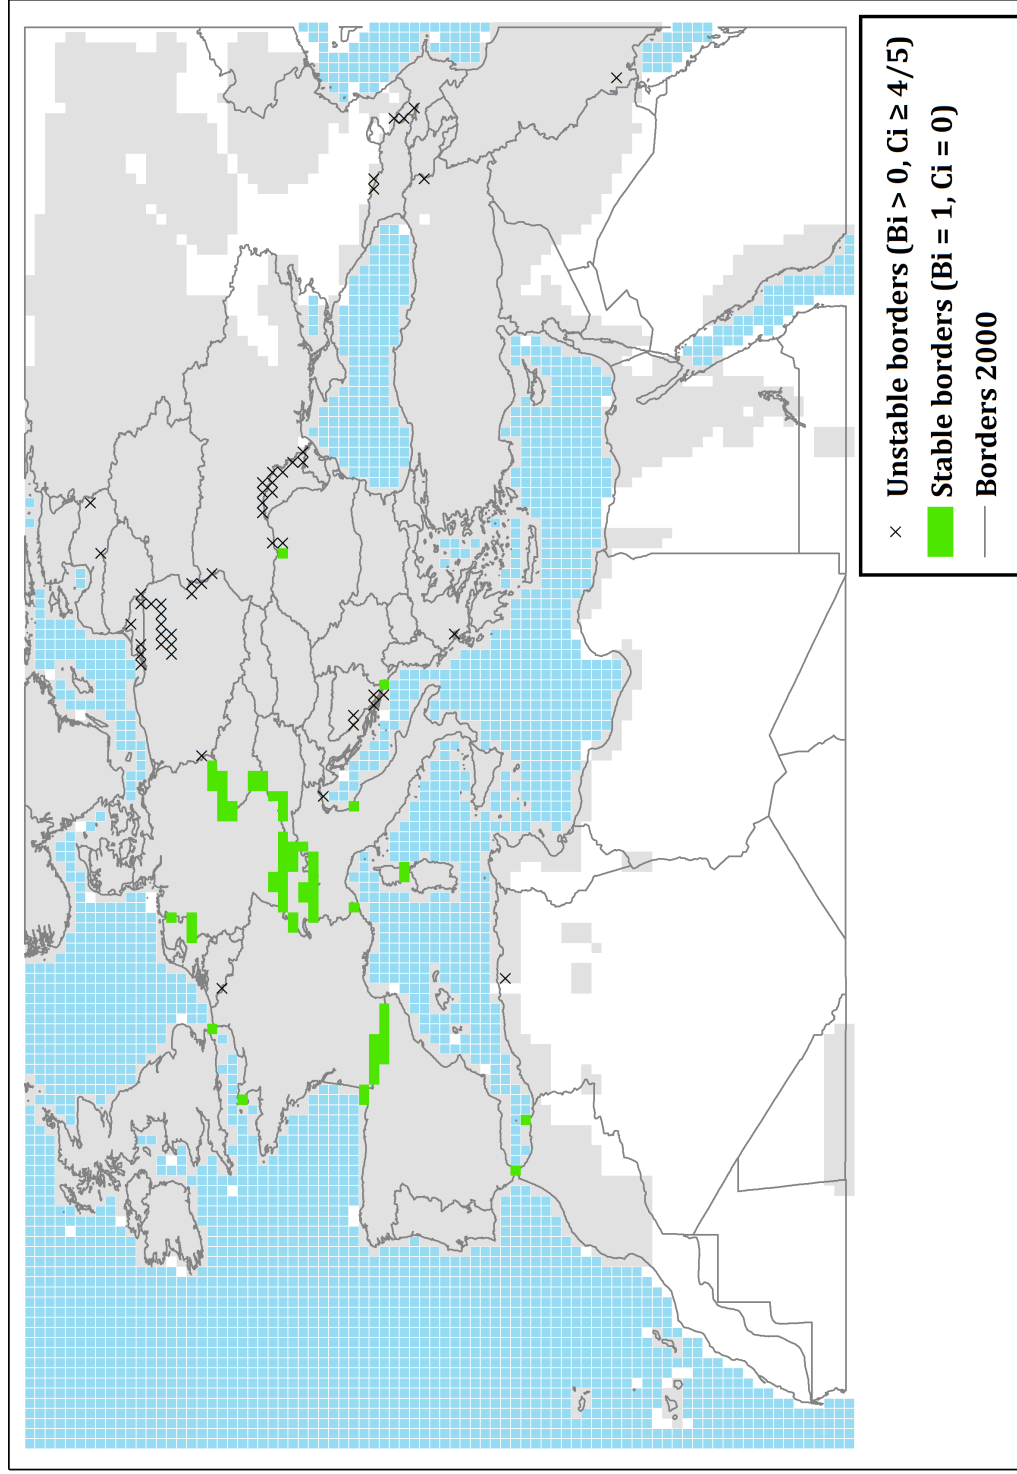 Unstable borders (Bi > 0, Ci ≥ 4/5)
Stable borders (Bi = 1, Ci = 0)
Borders 2000